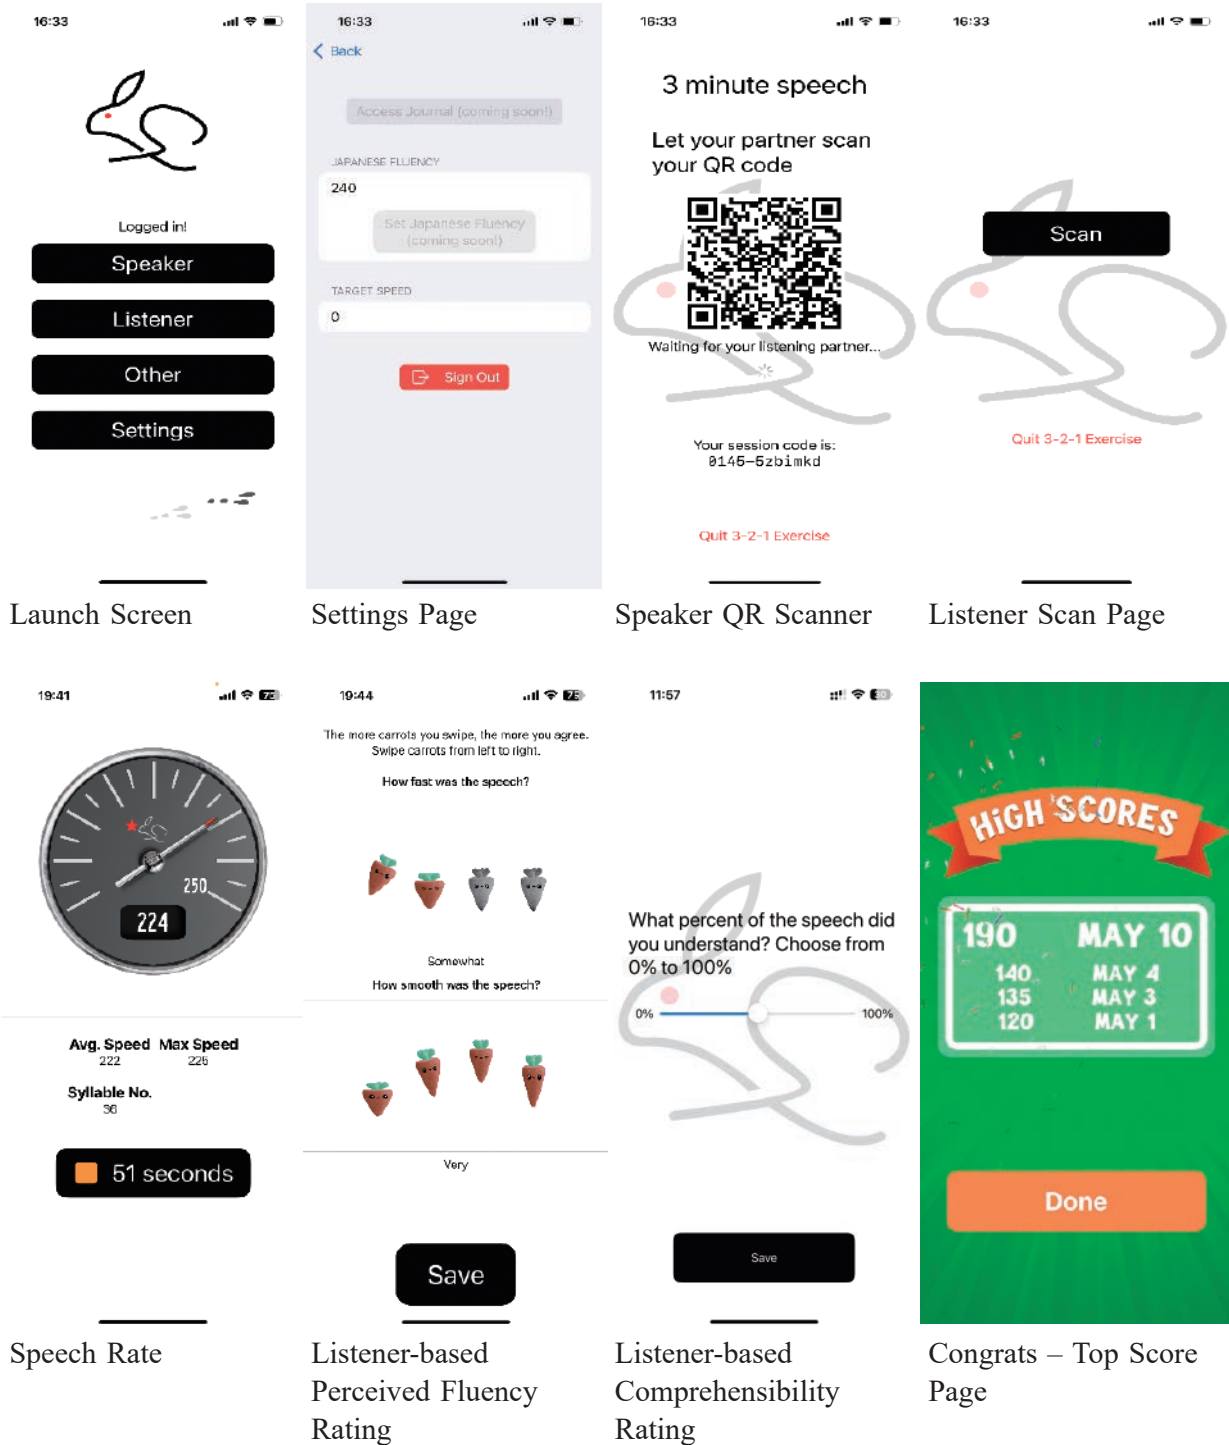 16:33
Logged in!
Speaker
Listener
Other
Settings
Launch Screen
16:33
Back
Access Journal (coming soon!)
JAPANESE FLUENCY
240
Set Japanese Fluency
(coming soon!)
TARGET SPEED
0
Sign Out
Settings Page
16:33
3 minute speech
Let your partner scan
your QR code
Waiting for your listening partner...
Your session code is:
0145-5zbimkd
Quit 3-2-1 Exercise
Speaker QR Scanner
16:33
Scan
Quit 3-2-1 Exercise
Listener Scan Page
19:41
75
250
224
Avg. Speed Max Speed
222 225
Syllable No.
36
51 seconds
Speech Rate
19:44
75
The more carrots you swipe, the more you agree.
Swipe carrots from left to right.
How fast was the speech?
Somewhat
How smooth was the speech?
Very
Save
Listener-based
Perceived Fluency
Rating
11:57
What percent of the speech did
you understand? Choose from
0% to 100%
0% 100%
Save
Listener-based
Comprehensibility
Rating
HIGH SCORES
190 MAY 10
140 MAY 4
135 MAY 3
120 MAY 1
Done
Congrats – Top Score
Page